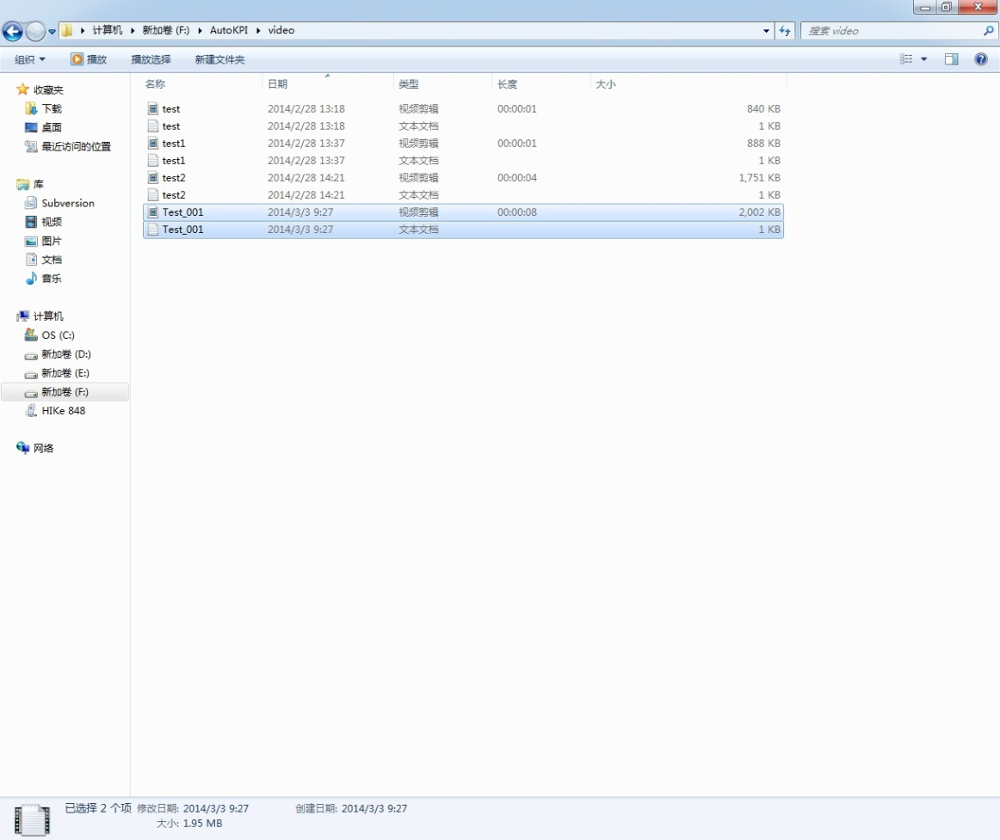 计算机 新加卷 (F:) AutoKPI video 搜索 video
组织 播放 播放选择 新建文件夹
收藏夹
下载
桌面
最近访问的位置
库
Subversion
视频
图片
文档
音乐
计算机
OS (C:)
新加卷 (D:)
新加卷 (E:)
新加卷 (F:)
HIKe 848
网络
名称 日期 类型 长度 大小
test 2014/2/28 13:18 视频剪辑 00:00:01 840 KB
test 2014/2/28 13:18 文本文档 1 KB
test1 2014/2/28 13:37 视频剪辑 00:00:01 888 KB
test1 2014/2/28 13:37 文本文档 1 KB
test2 2014/2/28 14:21 视频剪辑 00:00:04 1,751 KB
test2 2014/2/28 14:21 文本文档 1 KB
Test_001 2014/3/3 9:27 视频剪辑 00:00:08 2,002 KB
Test_001 2014/3/3 9:27 文本文档 1 KB
已选择 2 个项 修改日期: 2014/3/3 9:27 创建日期: 2014/3/3 9:27
大小: 1.95 MB